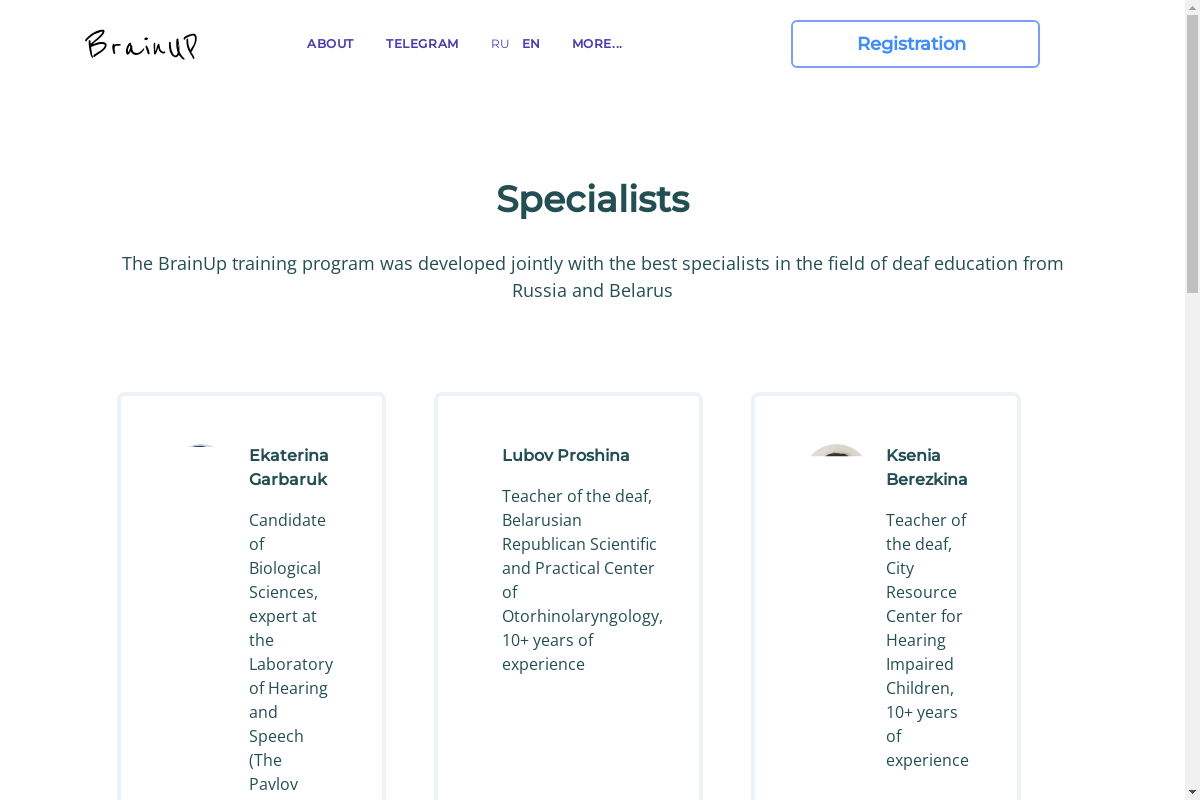 BrainUP
ABOUT
TELEGRAM
RU
EN
MORE...
Registration
Specialists
The BrainUp training program was developed jointly with the best specialists in the field of deaf education from
Russia and Belarus
Ekaterina
Garbaruk
Candidate
of
Biological
Sciences,
expert at
the
Laboratory
of Hearing
and
Speech
(The
Pavlov
Lubov Proshina
Teacher of the deaf,
Belarusian
Republican Scientific
and Practical Center
of
Otorhinolaryngology,
10+ years of
experience
Ksenia
Berezkina
Teacher of
the deaf,
City
Resource
Center for
Hearing
Impaired
Children,
10+ years
of
experience